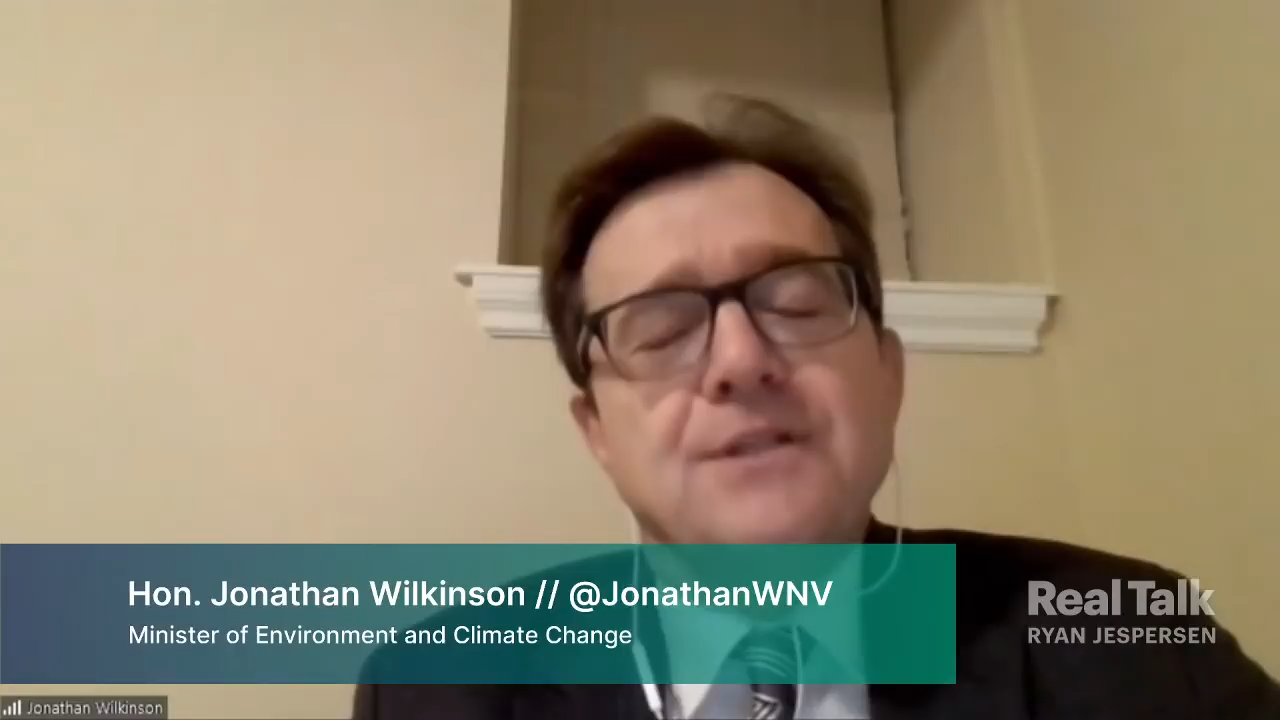 Hon. Jonathan Wilkinson // @JonathanWNV
Minister of Environment and Climate Change
Real Talk
RYAN JESPERSEN
Jonathan Wilkinson